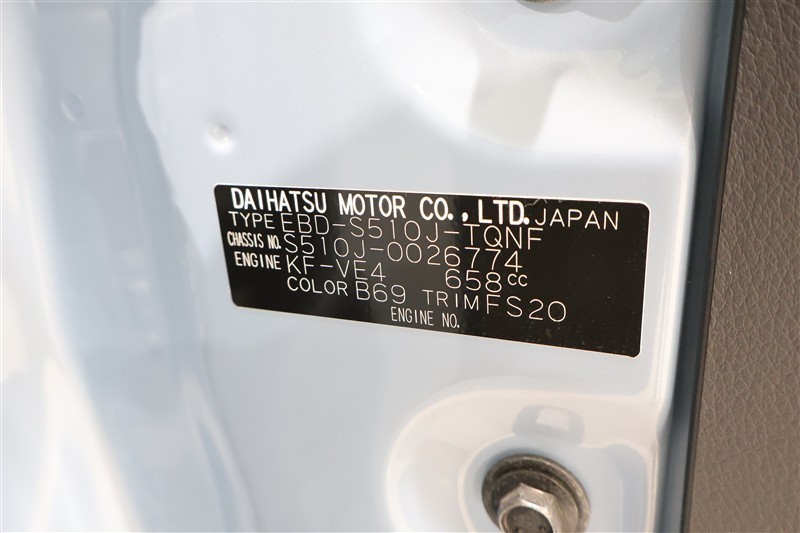 DAIHATSU MOTOR CO., LTD. JAPAN
TYPE EBD-S510J-TQNF
CHASSIS NO. S510J-0026774
ENGINE KF-VE4 658cc
COLOR B69 TRIM FS20
ENGINE NO.